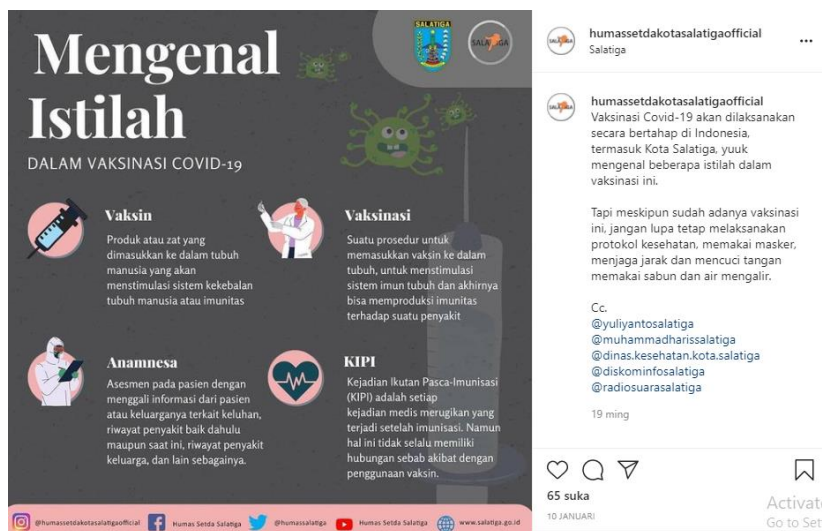 SALATIGA
SALATIGA
Mengenal
Istilah
DALAM VAKSINASI COVID-19
Vaksin
Produk atau zat yang
dimasukkan ke dalam tubuh
manusia yang akan
menstimulasi sistem kekebalan
tubuh manusia atau imunitas
Vaksinasi
Suatu prosedur untuk
memasukkan vaksin ke dalam
tubuh, untuk menstimulasi
sistem imun tubuh dan akhirnya
bisa memproduksi imunitas
terhadap suatu penyakit
Anamnesa
Asesmen pada pasien dengan
menggali informasi dari pasien
atau keluarganya terkait keluhan,
riwayat penyakit baik dahulu
maupun saat ini, riwayat penyakit
keluarga, dan lain sebagainya.
KIPI
Kejadian Ikutan Pasca-Imunisasi
(KIPI) adalah setiap
kejadian medis merugikan yang
terjadi setelah imunisasi. Namun
hal ini tidak selalu memiliki
hubungan sebab akibat dengan
penggunaan vaksin.
@humassetdakotasalatigaofficial Humas Setda Salatiga @humassalatiga Humas Setda Salatiga www.salatiga.go.id
humassetdakotasalatigaofficial
Salatiga
humassetdakotasalatigaofficial
Vaksinasi Covid-19 akan dilaksanakan
secara bertahap di Indonesia,
termasuk Kota Salatiga, yuuk
mengenal beberapa istilah dalam
vaksinasi ini.
Tapi meskipun sudah adanya vaksinasi
ini, jangan lupa tetap melaksanakan
protokol kesehatan, memakai masker,
menjaga jarak dan mencuci tangan
memakai sabun dan air mengalir.
Cc.
@yuliyantosalatiga
@muhammadharissalatiga
@dinas.kesehatan.kota.salatiga
@diskominfosalatiga
@radiosuarasalatiga
19 ming
65 suka
10 JANUARI
Activate
Go to Set